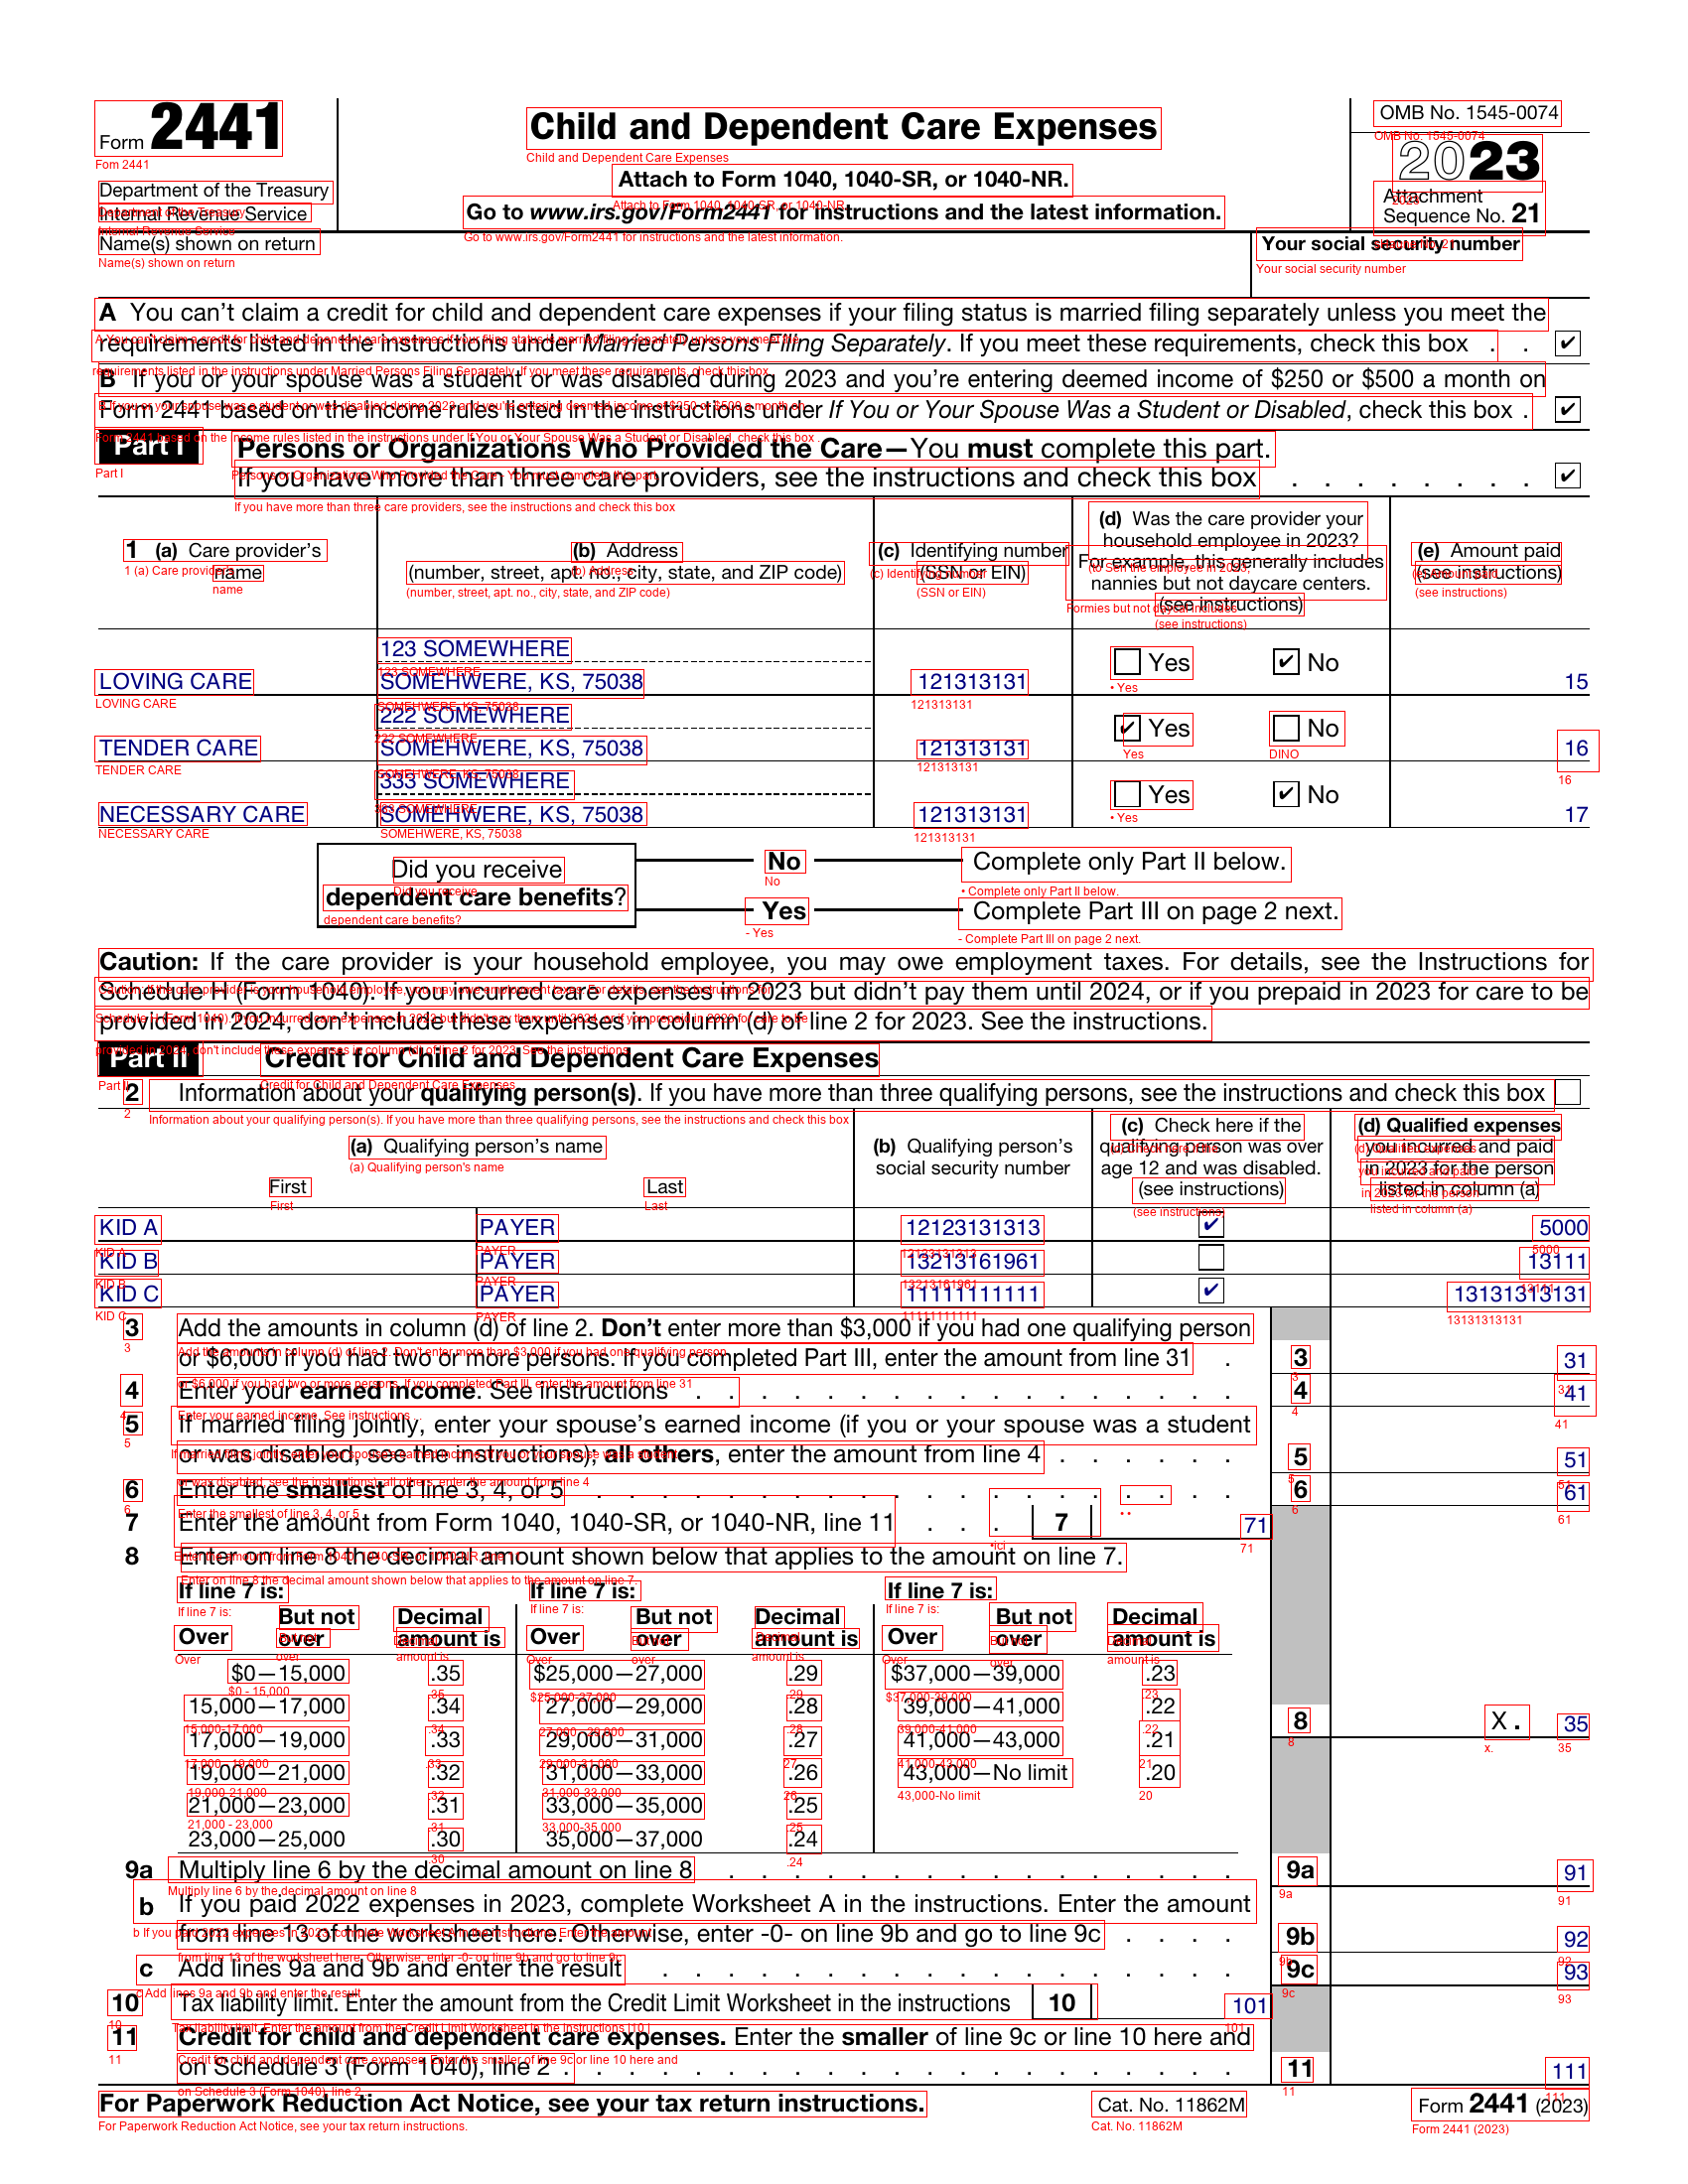 Form 2441
Department of the Treasury
Internal Revenue Service
Child and Dependent Care Expenses
Attach to Form 1040, 1040-SR, or 1040-NR.
Go to www.irs.gov/Form2441 for instructions and the latest information.
OMB No. 1545-0074
2023
Attachment
Sequence No. 21
Name(s) shown on return
Your social security number
A You can't claim a credit for child and dependent care expenses if your filing status is married filing separately unless you meet the
requirements listed in the instructions under Married Persons Filing Separately. If you meet these requirements, check this box . . ✔
B If you or your spouse was a student or was disabled during 2023 and you're entering deemed income of $250 or $500 a month on
Form 2441 based on the income rules listed in the instructions under If You or Your Spouse Was a Student or Disabled, check this box . ✔
Part I Persons or Organizations Who Provided the Care—You must complete this part.
If you have more than three care providers, see the instructions and check this box . . . . . . . . ✔
1 (a) Care provider's
name
(b) Address
(number, street, apt. no., city, state, and ZIP code)
(c) Identifying number
(SSN or EIN)
(d) Was the care provider your
household employee in 2023?
For example, this generally includes
nannies but not daycare centers.
(see instructions)
(e) Amount paid
(see instructions)
123 SOMEWHERE
LOVING CARE SOMEHWERE, KS, 75038 121313131 Yes ✔ No 15
222 SOMEWHERE
TENDER CARE SOMEHWERE, KS, 75038 121313131 ✔ Yes No 16
333 SOMEWHERE
NECESSARY CARE SOMEHWERE, KS, 75038 121313131 Yes ✔ No 17
Did you receive
dependent care benefits?
No Complete only Part II below.
Yes Complete Part III on page 2 next.
Caution: If the care provider is your household employee, you may owe employment taxes. For details, see the Instructions for
Schedule H (Form 1040). If you incurred care expenses in 2023 but didn't pay them until 2024, or if you prepaid in 2023 for care to be
provided in 2024, don't include these expenses in column (d) of line 2 for 2023. See the instructions.
Part II Credit for Child and Dependent Care Expenses
2 Information about your qualifying person(s). If you have more than three qualifying persons, see the instructions and check this box
(a) Qualifying person's name
First Last
(b) Qualifying person's
social security number
(c) Check here if the
qualifying person was over
age 12 and was disabled.
(see instructions)
(d) Qualified expenses
you incurred and paid
in 2023 for the person
listed in column (a)
KID A PAYER 12123131313 ✔ 5000
KID B PAYER 13213161961 13111
KID C PAYER 11111111111 ✔ 13131313131
3 Add the amounts in column (d) of line 2. Don't enter more than $3,000 if you had one qualifying person
or $6,000 if you had two or more persons. If you completed Part III, enter the amount from line 31 . 3 31
4 Enter your earned income. See instructions . . . . . . . . . . . . . . . . . 4 41
5 If married filing jointly, enter your spouse's earned income (if you or your spouse was a student
or was disabled, see the instructions); all others, enter the amount from line 4 . . . . . . 5 51
6 Enter the smallest of line 3, 4, or 5 . . . . . . . . . . . . . . . . . . . . 6 61
7 Enter the amount from Form 1040, 1040-SR, or 1040-NR, line 11 . . . 7 71
8 Enter on line 8 the decimal amount shown below that applies to the amount on line 7.
If line 7 is: If line 7 is: If line 7 is:
But not Decimal But not Decimal But not Decimal
Over over amount is Over over amount is Over over amount is
$0—15,000 .35 $25,000—27,000 .29 $37,000—39,000 .23
15,000—17,000 .34 27,000—29,000 .28 39,000—41,000 .22
17,000—19,000 .33 29,000—31,000 .27 41,000—43,000 .21
8 X . 35
19,000—21,000 .32 31,000—33,000 .26 43,000—No limit .20
21,000—23,000 .31 33,000—35,000 .25
23,000—25,000 .30 35,000—37,000 .24
9a Multiply line 6 by the decimal amount on line 8 . . . . . . . . . . . . . . . . 9a 91
b If you paid 2022 expenses in 2023, complete Worksheet A in the instructions. Enter the amount
from line 13 of the worksheet here. Otherwise, enter -0- on line 9b and go to line 9c . . . . 9b 92
c Add lines 9a and 9b and enter the result . . . . . . . . . . . . . . . . . . 9c 93
10 Tax liability limit. Enter the amount from the Credit Limit Worksheet in the instructions 10 101
11 Credit for child and dependent care expenses. Enter the smaller of line 9c or line 10 here and
on Schedule 3 (Form 1040), line 2 . . . . . . . . . . . . . . . . . . . . . 11 111
For Paperwork Reduction Act Notice, see your tax return instructions. Cat. No. 11862M Form 2441 (2023)